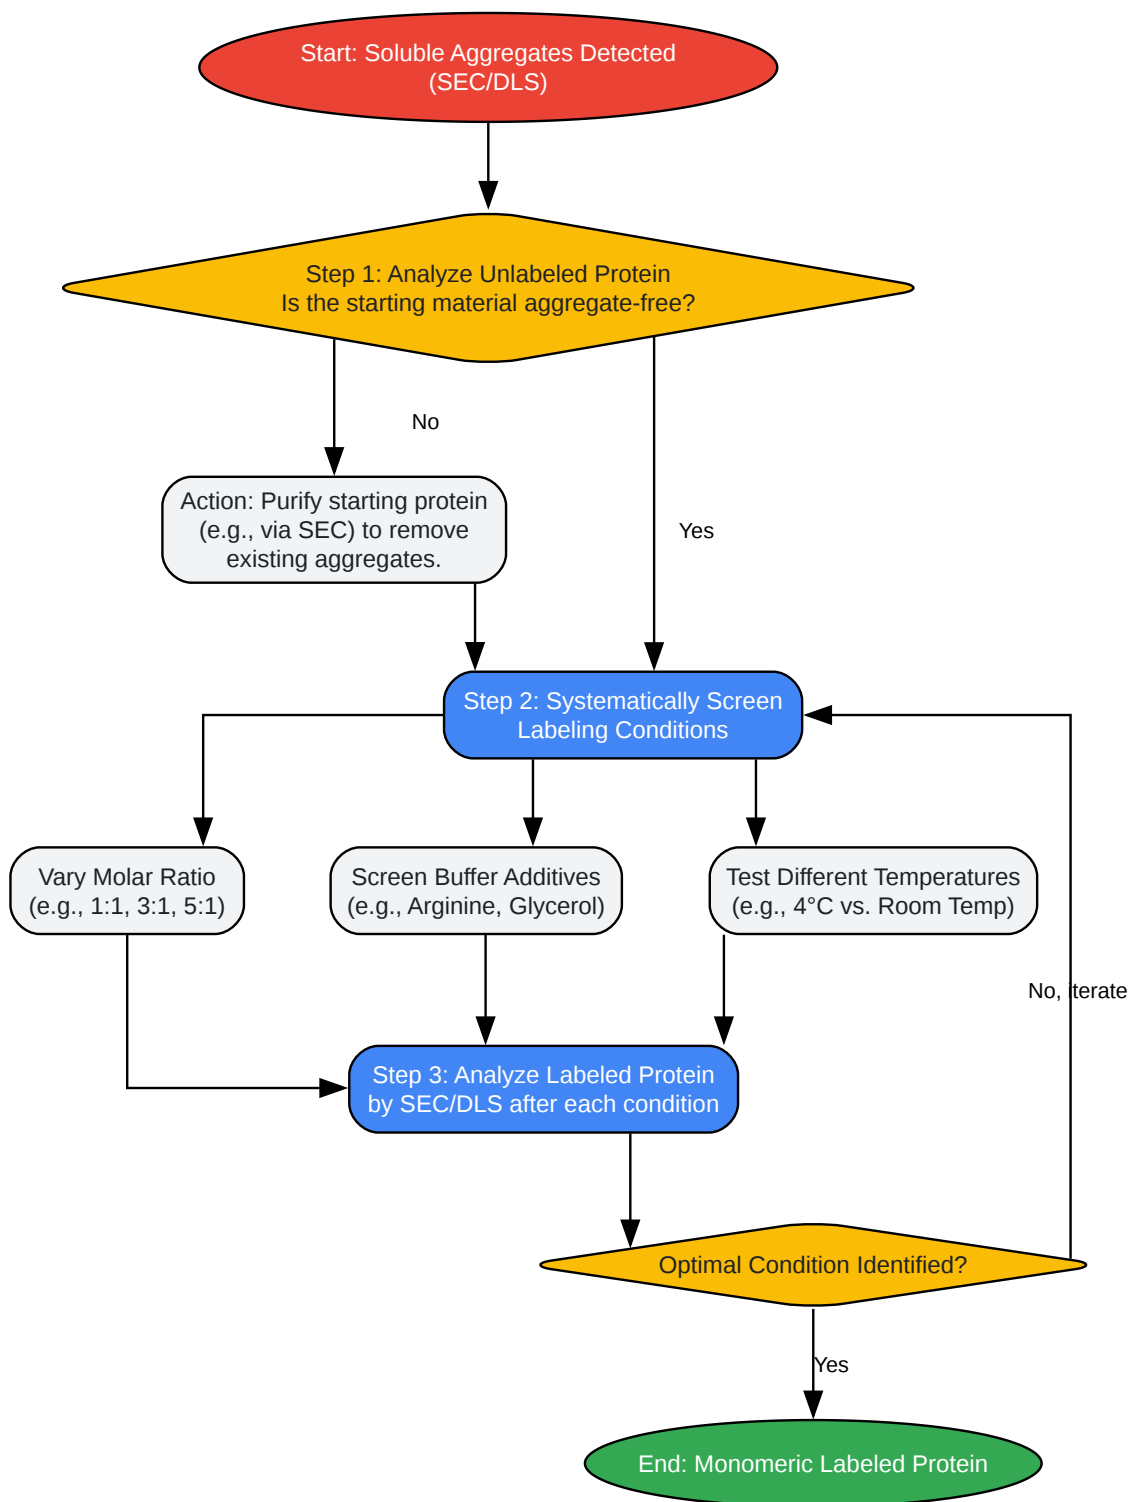 Start: Soluble Aggregates Detected
(SEC/DLS)
Step 1: Analyze Unlabeled Protein
Is the starting material aggregate-free?
No
Action: Purify starting protein
(e.g., via SEC) to remove
existing aggregates.
Yes
Step 2: Systematically Screen
Labeling Conditions
Vary Molar Ratio
(e.g., 1:1, 3:1, 5:1)
Screen Buffer Additives
(e.g., Arginine, Glycerol)
Test Different Temperatures
(e.g., 4°C vs. Room Temp)
No, iterate
Step 3: Analyze Labeled Protein
by SEC/DLS after each condition
Optimal Condition Identified?
Yes
End: Monomeric Labeled Protein